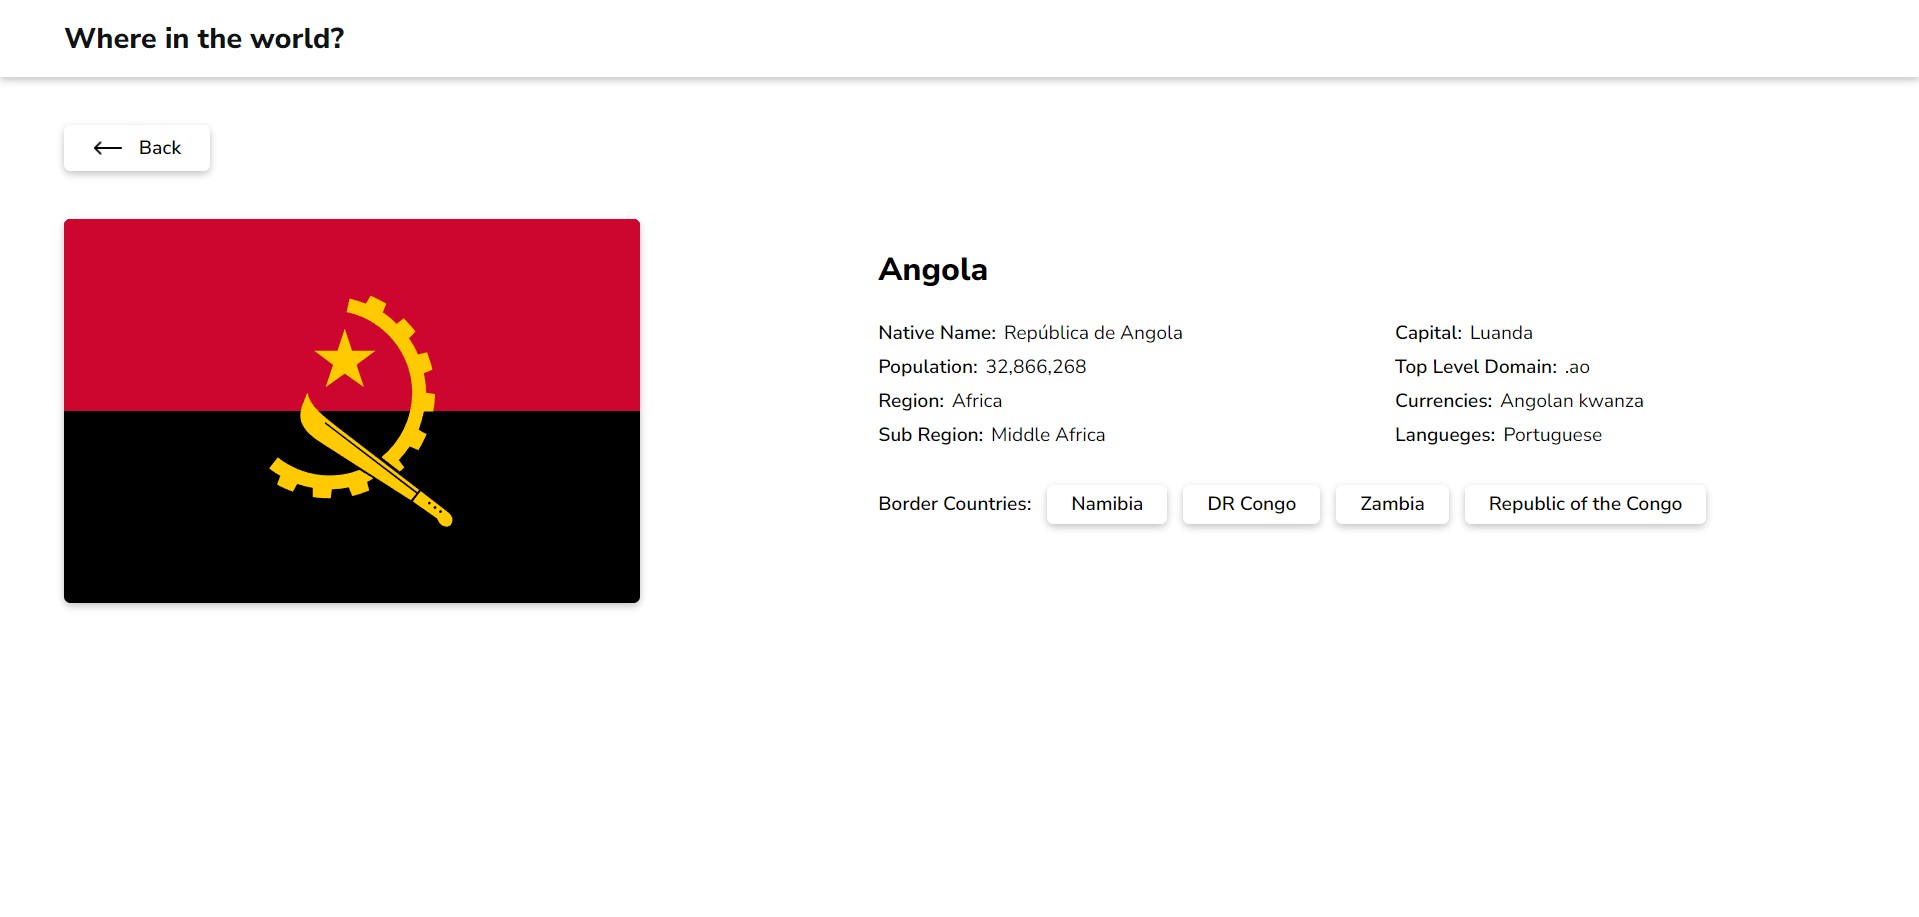 Where in the world?
Back
Angola
Native Name: República de Angola
Population: 32,866,268
Region: Africa
Sub Region: Middle Africa
Capital: Luanda
Top Level Domain: .ao
Currencies: Angolan kwanza
Langueges: Portuguese
Border Countries: Namibia DR Congo Zambia Republic of the Congo